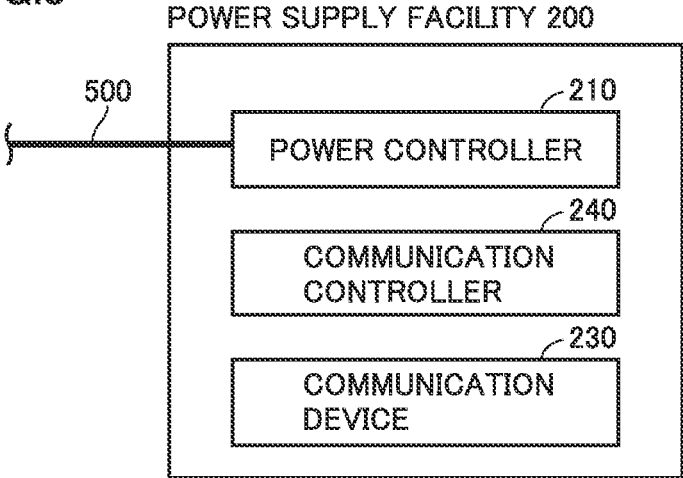 POWER SUPPLY FACILITY 200
500
210
POWER CONTROLLER
240
COMMUNICATION
CONTROLLER
230
COMMUNICATION
DEVICE